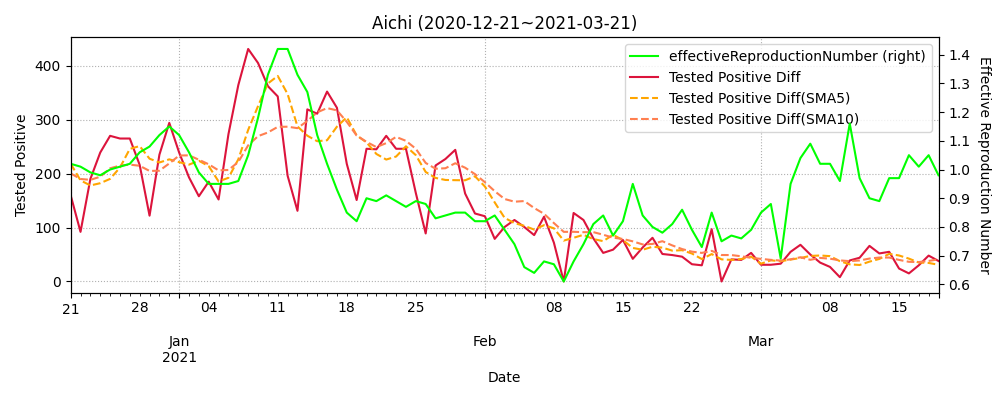 Aichi (2020-12-21~2021-03-21)
effectiveReproductionNumber (right)
Tested Positive Diff
Tested Positive Diff(SMA5)
Tested Positive Diff(SMA10)
Tested Positive
400
300
200
100
0
1.4
1.3
1.2
1.1
1.0
0.9
0.8
0.7
0.6
Effective Reproduction Number
21 28 04 11 18 25 08 15 22 08 15
Jan Feb Mar
2021
Date